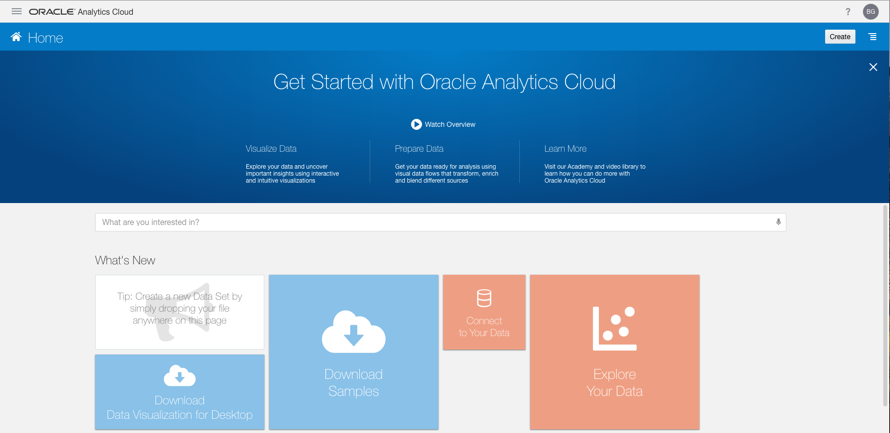 ORACLE Analytics Cloud
? BG
Home
Create
Get Started with Oracle Analytics Cloud
Watch Overview
Visualize Data
Explore your data and uncover
important insights using interactive
and intuitive visualizations
Prepare Data
Get your data ready for analysis using
visual data flows that transform, enrich
and blend different sources
Learn More
Visit our Academy and video library to
learn how you can do more with
Oracle Analytics Cloud
What are you interested in?
What's New
Tip: Create a new Data Set by
simply dropping your file
anywhere on this page
Download
Data Visualization for Desktop
Download
Samples
Connect
to Your Data
Explore
Your Data